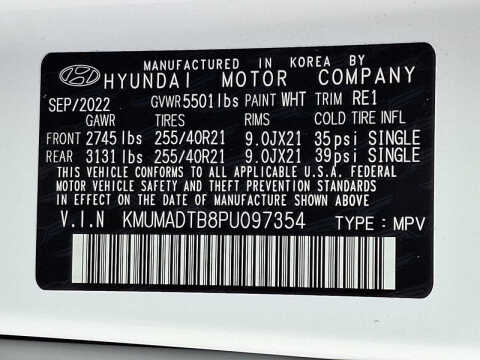 MANUFACTURED IN KOREA BY
HYUNDAI MOTOR COMPANY
SEP/2022 GVWR 5501 lbs PAINT WHT TRIM RE1
GAWR TIRES RIMS COLD TIRE INFL
FRONT 2745 lbs 255/40R21 9.0JX21 35psi SINGLE
REAR 3131 lbs 255/40R21 9.0JX21 39psi SINGLE
THIS VEHICLE CONFORMS TO ALL APPLICABLE U.S.A. FEDERAL
MOTOR VEHICLE SAFETY AND THEFT PREVENTION STANDARDS
IN EFFECT ON THE DATE OF MANUFACTURE SHOWN ABOVE.
V.I.N KMUMADTB8PU097354 TYPE : MPV